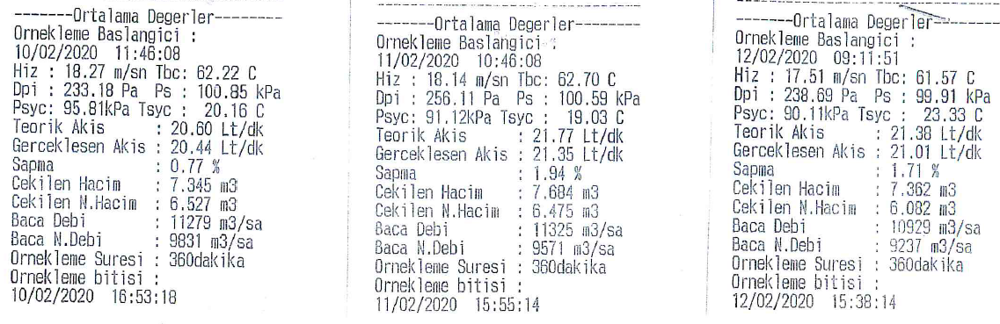 -------Ortalama Degerler--------
Ornekleme Baslangici :
10/02/2020 11:46:08
Hiz : 18.27 m/sn Tbc: 62.22 C
Dpi : 233.18 Pa Ps : 100.85 kPa
Psyc: 95.81kPa Tsyc : 20.16 C
Teorik Akis : 20.60 Lt/dk
Gerceklesen Akis : 20.44 Lt/dk
Sapma : 0.77 %
Cekilen Hacim : 7.345 m3
Cekilen N.Hacim : 6.527 m3
Baca Debi : 11279 m3/sa
Baca N.Debi : 9831 m3/sa
Ornekleme Suresi : 360dakika
Ornekleme bitisi :
10/02/2020 16:53:18
-------Ortalama Degerler--------
Ornekleme Baslangici :
11/02/2020 10:46:08
Hiz : 18.14 m/sn Tbc: 62.70 C
Dpi : 256.11 Pa Ps : 100.59 kPa
Psyc: 91.12kPa Tsyc : 19.03 C
Teorik Akis : 21.77 Lt/dk
Gerceklesen Akis : 21.35 Lt/dk
Sapma : 1.94 %
Cekilen Hacim : 7.684 m3
Cekilen N.Hacim : 6.475 m3
Baca Debi : 11325 m3/sa
Baca N.Debi : 9571 m3/sa
Ornekleme Suresi : 360dakika
Ornekleme bitisi :
11/02/2020 15:55:14
-------Ortalama Degerler--------
Ornekleme Baslangici :
12/02/2020 09:11:51
Hiz : 17.51 m/sn Tbc: 61.57 C
Dpi : 238.69 Pa Ps : 99.91 kPa
Psyc: 90.11kPa Tsyc : 23.33 C
Teorik Akis : 21.38 Lt/dk
Gerceklesen Akis : 21.01 Lt/dk
Sapma : 1.71 %
Cekilen Hacim : 7.362 m3
Cekilen N.Hacim : 6.082 m3
Baca Debi : 10929 m3/sa
Baca N.Debi : 9237 m3/sa
Ornekleme Suresi : 360dakika
Ornekleme bitisi :
12/02/2020 15:38:14